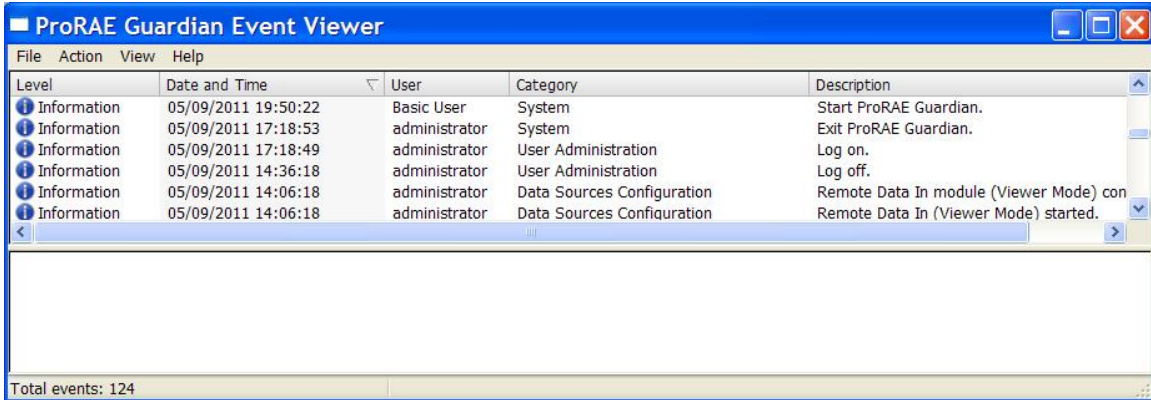 ProRAE Guardian Event Viewer
File Action View Help
Level Date and Time User Category Description
Information 05/09/2011 19:50:22 Basic User System Start ProRAE Guardian.
Information 05/09/2011 17:18:53 administrator System Exit ProRAE Guardian.
Information 05/09/2011 17:18:49 administrator User Administration Log on.
Information 05/09/2011 14:36:18 administrator User Administration Log off.
Information 05/09/2011 14:06:18 administrator Data Sources Configuration Remote Data In module (Viewer Mode) con
Information 05/09/2011 14:06:18 administrator Data Sources Configuration Remote Data In (Viewer Mode) started.
Total events: 124